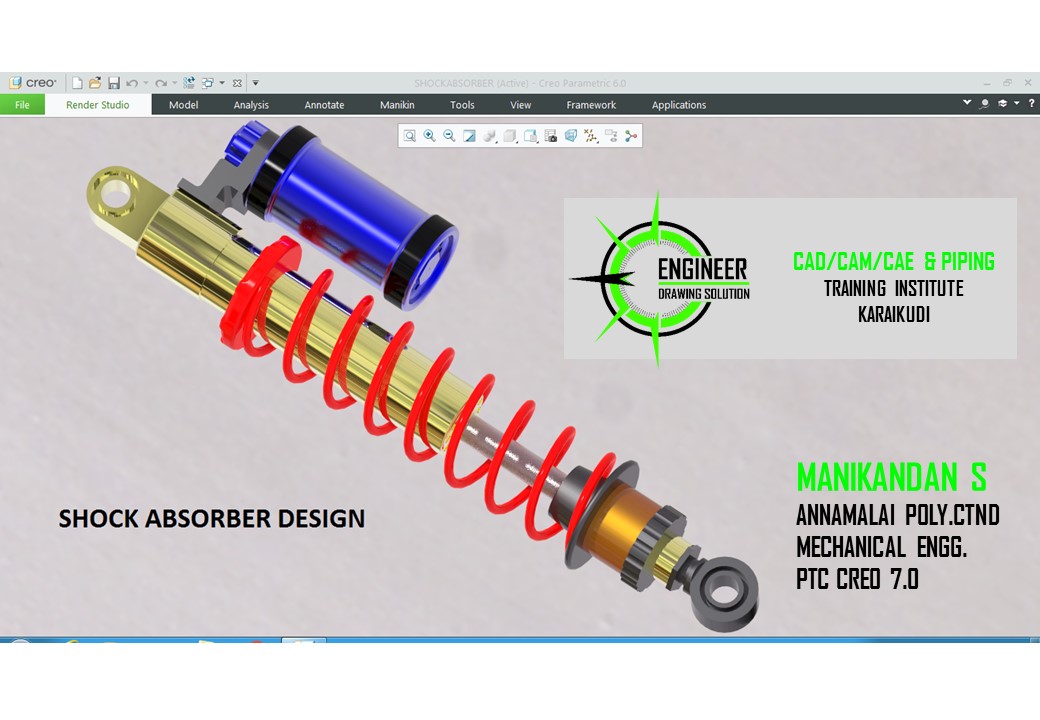 creo
SHOCKABSORBER (Active) - Creo Parametric 6.0
File Render Studio Model Analysis Annotate Manikin Tools View Framework Applications
ENGINEER
DRAWING SOLUTION
CAD/CAM/CAE & PIPING
TRAINING INSTITUTE
KARAIKUDI
SHOCK ABSORBER DESIGN
MANIKANDAN S
ANNAMALAI POLY.CTND
MECHANICAL ENGG.
PTC CREO 7.0